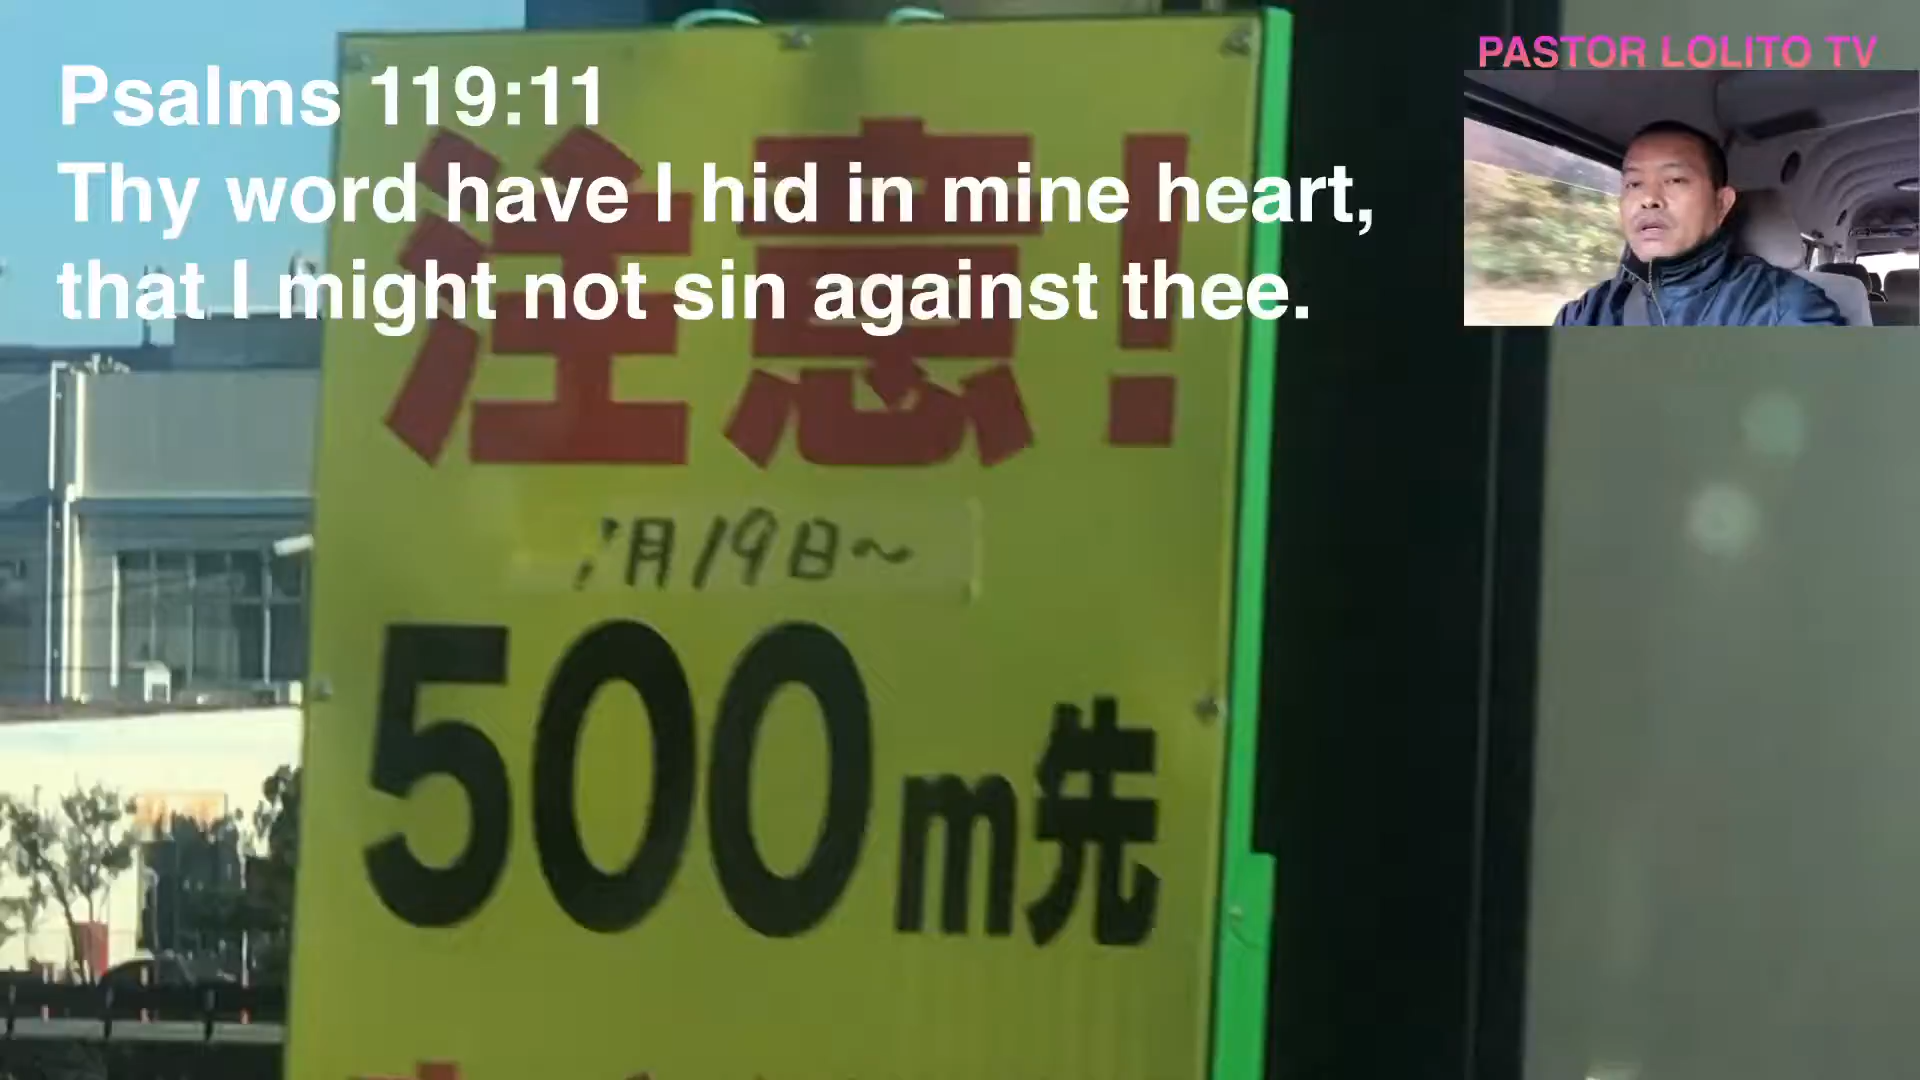 PASTOR LOLITO TV
Psalms 119:11
Thy word have I hid in mine heart,
that I might not sin against thee.
注意!
月19日~
500m先